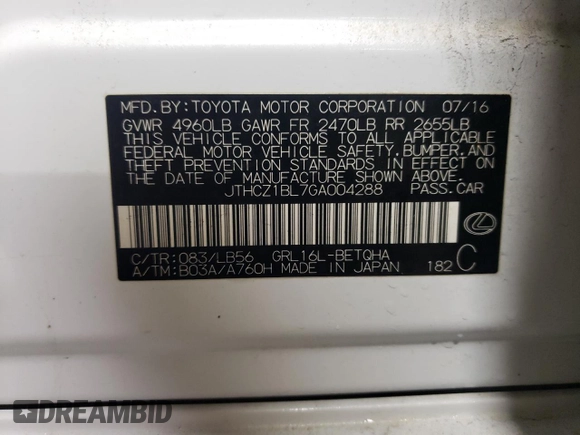 MFD.BY:TOYOTA MOTOR CORPORATION 07/16
GVWR 4960LB GAWR FR 2470LB RR 2655LB
THIS VEHICLE CONFORMS TO ALL APPLICABLE
FEDERAL MOTOR VEHICLE SAFETY, BUMPER, AND
THEFT PREVENTION STANDARDS IN EFFECT ON
THE DATE OF MANUFACTURE SHOWN ABOVE.
JTHCZ1BL7GA004288 PASS.CAR
C/TR:083/LB56 GRL16L-BETQHA
A/TM:B03A/A760H MADE IN JAPAN 182 C
DREAMBID